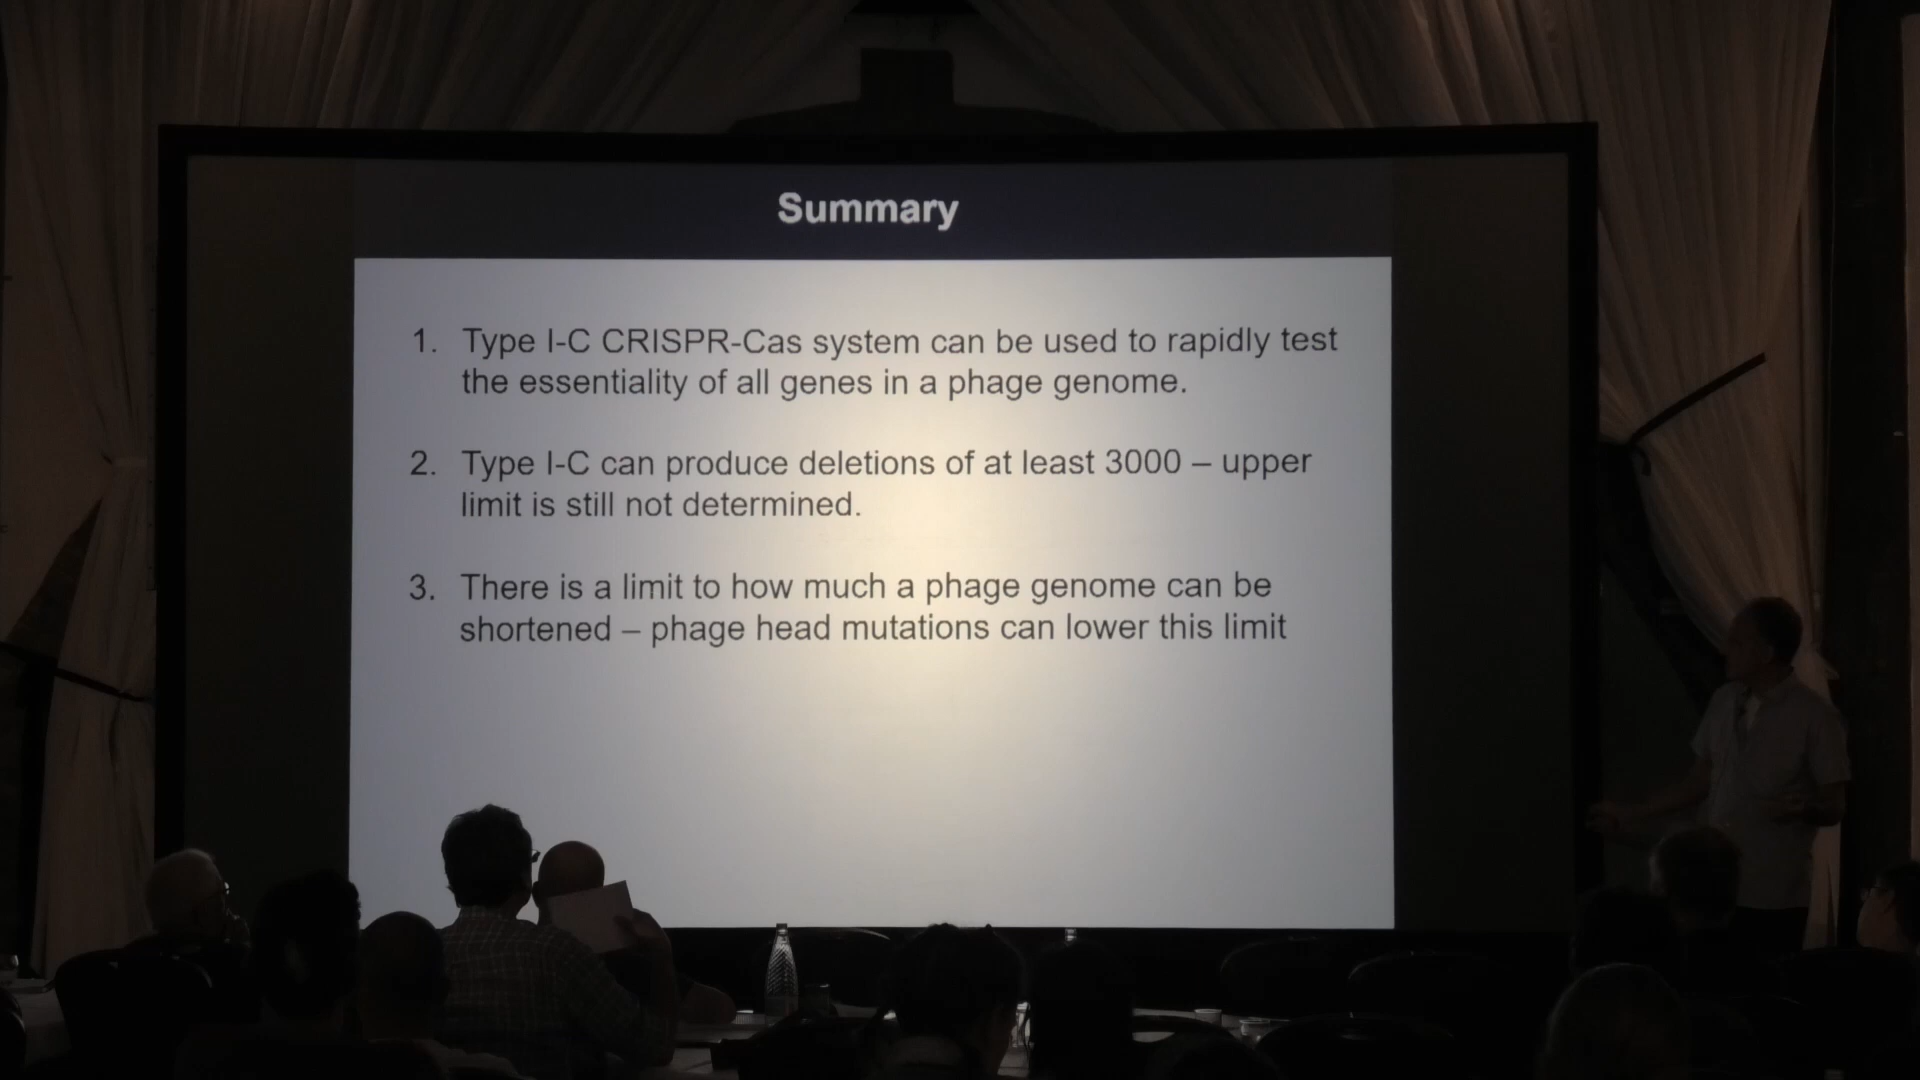 Summary
1. Type I-C CRISPR-Cas system can be used to rapidly test
the essentiality of all genes in a phage genome.
2. Type I-C can produce deletions of at least 3000 – upper
limit is still not determined.
3. There is a limit to how much a phage genome can be
shortened – phage head mutations can lower this limit